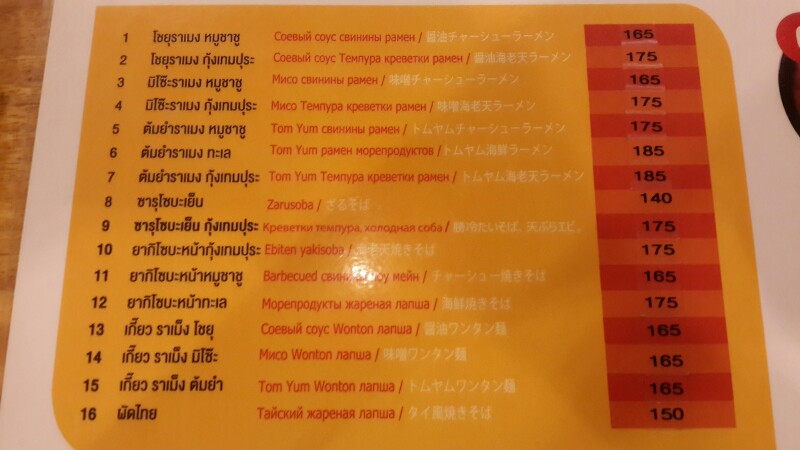 1 โชยุราเมง หมูชาชู Соевый соус свинины рамен / 醤油チャーシューラーメン 165
2 โชยุราเมง กุ้งเทมปุระ Соевый соус Темпура креветки рамен / 醤油海老天ラーメン 175
3 มิโซ๊ะราเมง หมูชาชู Мисо свинины рамен / 味噌チャーシューラーメン 165
4 มิโซ๊ะราเมง กุ้งเทมปุระ Мисо Темпура креветки рамен / 味噌海老天ラーメン 175
5 ต้มยำราเมง หมูชาชู Tom Yum свинины рамен / トムヤムチャーシューラーメン 175
6 ต้มยำราเมง ทะเล Tom Yum рамен морепродуктов / トムヤム海鮮ラーメン 185
7 ต้มยำราเมง กุ้งเทมปุระ Tom Yum Темпура креветки рамен / トムヤム海老天ラーメン 185
8 ซารุโซบะเย็น Zarusoba / ざるそば 140
9 ซารุโซบะเย็น กุ้งเทมปุระ Креветки темпура, холодная соба / 冷たいそば、天ぷらエビ。 175
10 ยากิโซบะหน้ากุ้งเทมปุระ Ebiten yakisoba / 天焼きそば 175
11 ยากิโซบะหน้าหมูชาชู Barbecued мейн / チャーシュー焼きそば 165
12 ยากิโซบะหน้าทะเล Морепродукты жареная лапша / 海鮮焼きそば 175
13 เกี๊ยว ราเม็ง โชยุ Соевый соус Wonton лапша / 醤油ワンタン麺 165
14 เกี๊ยว ราเม็ง มิโซ๊ะ Мисо Wonton лапша / 味噌ワンタン麺 165
15 เกี๊ยว ราเม็ง ต้มยำ Tom Yum Wonton лапша / トムヤムワンタン麺 165
16 ผัดไทย Тайский жареная лапша / タイ風焼きそば 150